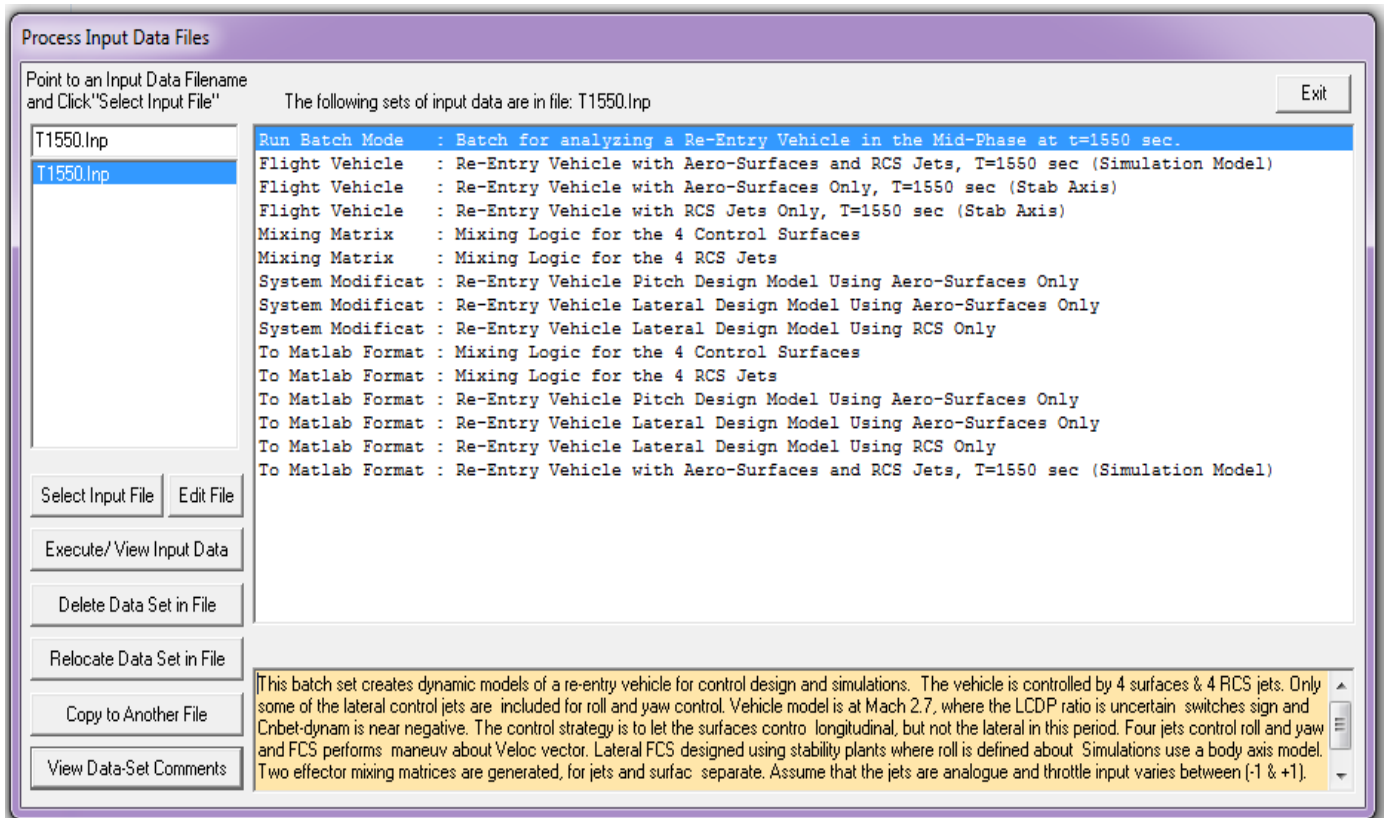 Process Input Data Files
Point to an Input Data Filename
and Click"Select Input File"
The following sets of input data are in file: T1550.Inp
Exit
T1550.Inp
T1550.Inp
Run Batch Mode : Batch for analyzing a Re-Entry Vehicle in the Mid-Phase at t=1550 sec.
Flight Vehicle : Re-Entry Vehicle with Aero-Surfaces and RCS Jets, T=1550 sec (Simulation Model)
Flight Vehicle : Re-Entry Vehicle with Aero-Surfaces Only, T=1550 sec (Stab Axis)
Flight Vehicle : Re-Entry Vehicle with RCS Jets Only, T=1550 sec (Stab Axis)
Mixing Matrix : Mixing Logic for the 4 Control Surfaces
Mixing Matrix : Mixing Logic for the 4 RCS Jets
System Modificat : Re-Entry Vehicle Pitch Design Model Using Aero-Surfaces Only
System Modificat : Re-Entry Vehicle Lateral Design Model Using Aero-Surfaces Only
System Modificat : Re-Entry Vehicle Lateral Design Model Using RCS Only
To Matlab Format : Mixing Logic for the 4 Control Surfaces
To Matlab Format : Mixing Logic for the 4 RCS Jets
To Matlab Format : Re-Entry Vehicle Pitch Design Model Using Aero-Surfaces Only
To Matlab Format : Re-Entry Vehicle Lateral Design Model Using Aero-Surfaces Only
To Matlab Format : Re-Entry Vehicle Lateral Design Model Using RCS Only
To Matlab Format : Re-Entry Vehicle with Aero-Surfaces and RCS Jets, T=1550 sec (Simulation Model)
Select Input File
Edit File
Execute/ View Input Data
Delete Data Set in File
Relocate Data Set in File
Copy to Another File
View Data-Set Comments
This batch set creates dynamic models of a re-entry vehicle for control design and simulations. The vehicle is controlled by 4 surfaces & 4 RCS jets. Only
some of the lateral control jets are included for roll and yaw control. Vehicle model is at Mach 2.7, where the LCDP ratio is uncertain switches sign and
Cnbet-dynam is near negative. The control strategy is to let the surfaces contro longitudinal, but not the lateral in this period. Four jets control roll and yaw
and FCS performs maneuv about Veloc vector. Lateral FCS designed using stability plants where roll is defined about Simulations use a body axis model.
Two effector mixing matrices are generated, for jets and surfac separate. Assume that the jets are analogue and throttle input varies between (-1 & +1).